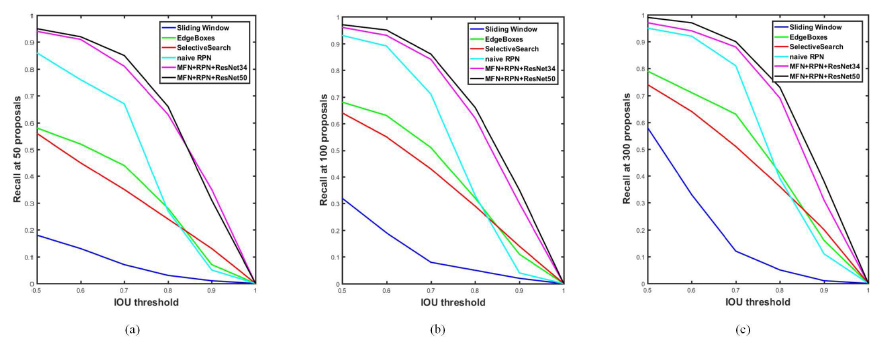 Recall at 50 proposals
1
0.9
0.8
0.7
0.6
0.5
0.4
0.3
0.2
0.1
0
0.5 0.6 0.7 0.8 0.9 1
IOU threshold
Sliding Window
EdgeBoxes
SelectiveSearch
naive RPN
MFN+RPN+ResNet34
MFN+RPN+ResNet50
(a)
Recall at 100 proposals
1
0.9
0.8
0.7
0.6
0.5
0.4
0.3
0.2
0.1
0
0.5 0.6 0.7 0.8 0.9 1
IOU threshold
Sliding Window
EdgeBoxes
SelectiveSearch
naive RPN
MFN+RPN+ResNet34
MFN+RPN+ResNet50
(b)
Recall at 300 proposals
1
0.9
0.8
0.7
0.6
0.5
0.4
0.3
0.2
0.1
0
0.5 0.6 0.7 0.8 0.9 1
IOU threshold
Sliding Window
EdgeBoxes
SelectiveSearch
naive RPN
MFN+RPN+ResNet34
MFN+RPN+ResNet50
(c)